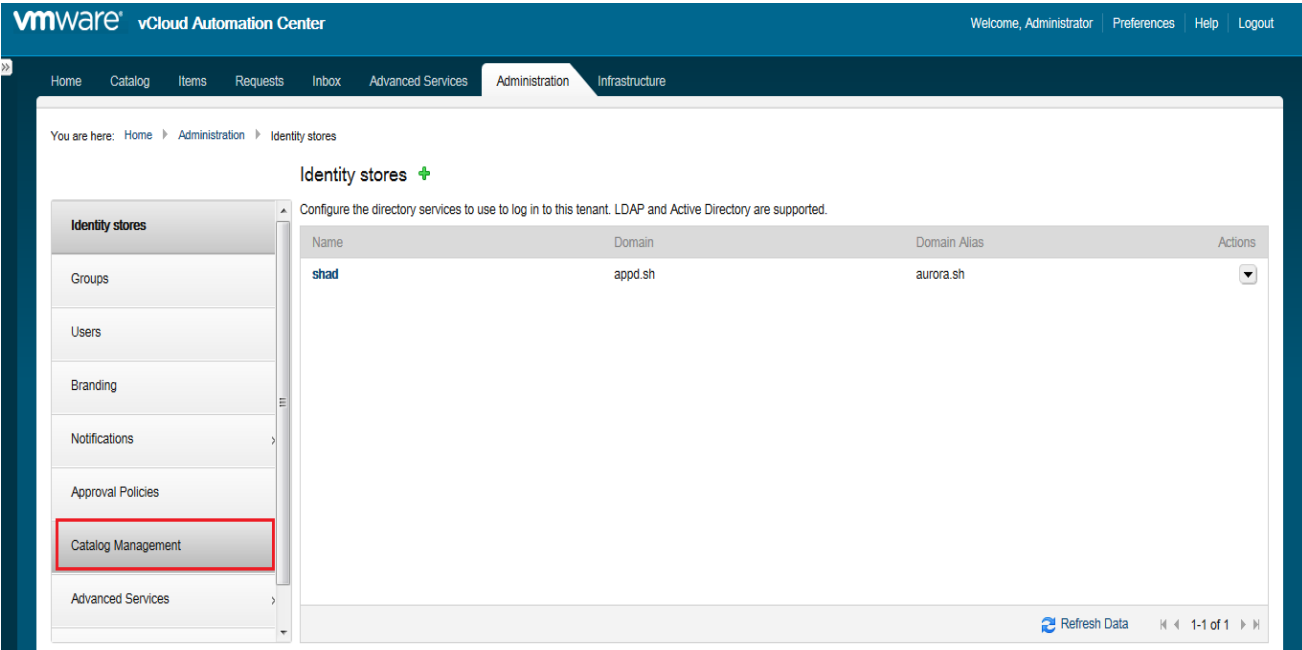 vmware® vCloud Automation Center
Welcome, Administrator Preferences Help Logout
Home Catalog Items Requests Inbox Advanced Services Administration Infrastructure
You are here: Home Administration Identity stores
Identity stores
Configure the directory services to use to log in to this tenant. LDAP and Active Directory are supported.
Identity stores
Groups
Users
Branding
Notifications
Approval Policies
Catalog Management
Advanced Services
Name Domain Domain Alias Actions
shad appd.sh aurora.sh
Refresh Data 1-1 of 1